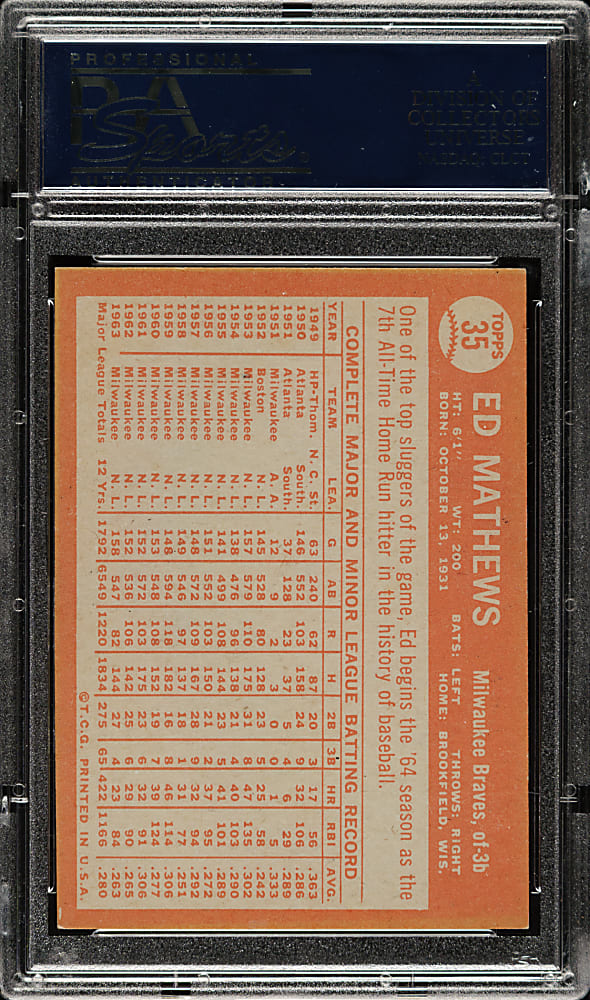 PROFESSIONAL
PSA
Sports.
AUTHENTICATOR
A
DIVISION OF
COLLECTORS
UNIVERSE
NASDAQ: CLCT
TOPPS
35
ED MATHEWS Milwaukee Braves, of-3b
HT: 6'1" WT: 200 BATS: LEFT THROWS: RIGHT
BORN: OCTOBER 13, 1931 HOME: BROOKFIELD, WIS.
One of the top sluggers of the game, Ed begins the '64 season as the
7th All-Time Home Run hitter in the history of baseball.
COMPLETE MAJOR AND MINOR LEAGUE BATTING RECORD
YEAR TEAM LEA. G AB R H 2B 3B HR RBI AVG.
1949 HP-Thom. N. C. St. 63 240 62 87 20 3 17 56 .363
1950 Atlanta South. 146 552 103 158 24 9 32 106 .286
1951 Atlanta South. 37 128 23 37 5 4 6 29 .289
1951 Milwaukee A. A. 12 9 2 3 0 0 1 5 .333
1952 Boston N. L. 145 528 80 128 23 5 25 58 .242
1953 Milwaukee N. L. 157 579 110 175 31 8 47 135 .302
1954 Milwaukee N. L. 138 476 96 138 21 4 40 103 .290
1955 Milwaukee N. L. 141 499 108 144 23 5 41 101 .289
1956 Milwaukee N. L. 151 552 103 150 21 2 37 95 .272
1957 Milwaukee N. L. 148 572 109 167 28 9 32 94 .292
1958 Milwaukee N. L. 149 546 97 137 18 1 31 77 .251
1959 Milwaukee N. L. 148 594 118 182 16 8 46 114 .306
1960 Milwaukee N. L. 153 548 108 152 19 7 39 124 .277
1961 Milwaukee N. L. 152 572 103 175 23 6 32 91 .306
1962 Milwaukee N. L. 152 536 106 142 25 6 29 90 .265
1963 Milwaukee N. L. 158 547 82 144 27 4 23 84 .263
Major League Totals 12 Yrs. 1792 6549 1220 1834 275 65 422 1166 .280
©T.C.G. PRINTED IN U.S.A.